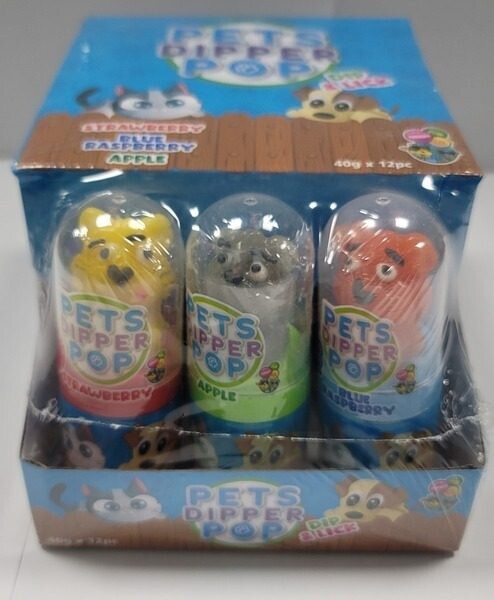 PETS
DIPPER
POP
DIP
& LICK
STRAWBERRY
BLUE
RASPBERRY
APPLE
40g x 12pc
PETS
DIPPER
POP
STRAWBERRY
PETS
DIPPER
POP
APPLE
PETS
DIPPER
POP
BLUE
RASPBERRY
PETS
DIPPER
POP
DIP
& LICK
40g x 12pc